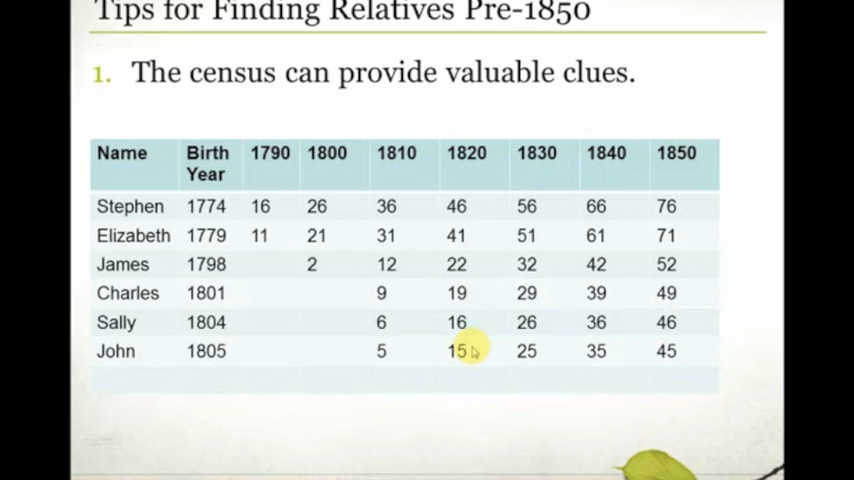 Tips for Finding Relatives Pre-1850
1. The census can provide valuable clues.
Name Birth Year 1790 1800 1810 1820 1830 1840 1850
Stephen 1774 16 26 36 46 56 66 76
Elizabeth 1779 11 21 31 41 51 61 71
James 1798 2 12 22 32 42 52
Charles 1801 9 19 29 39 49
Sally 1804 6 16 26 36 46
John 1805 5 15 25 35 45